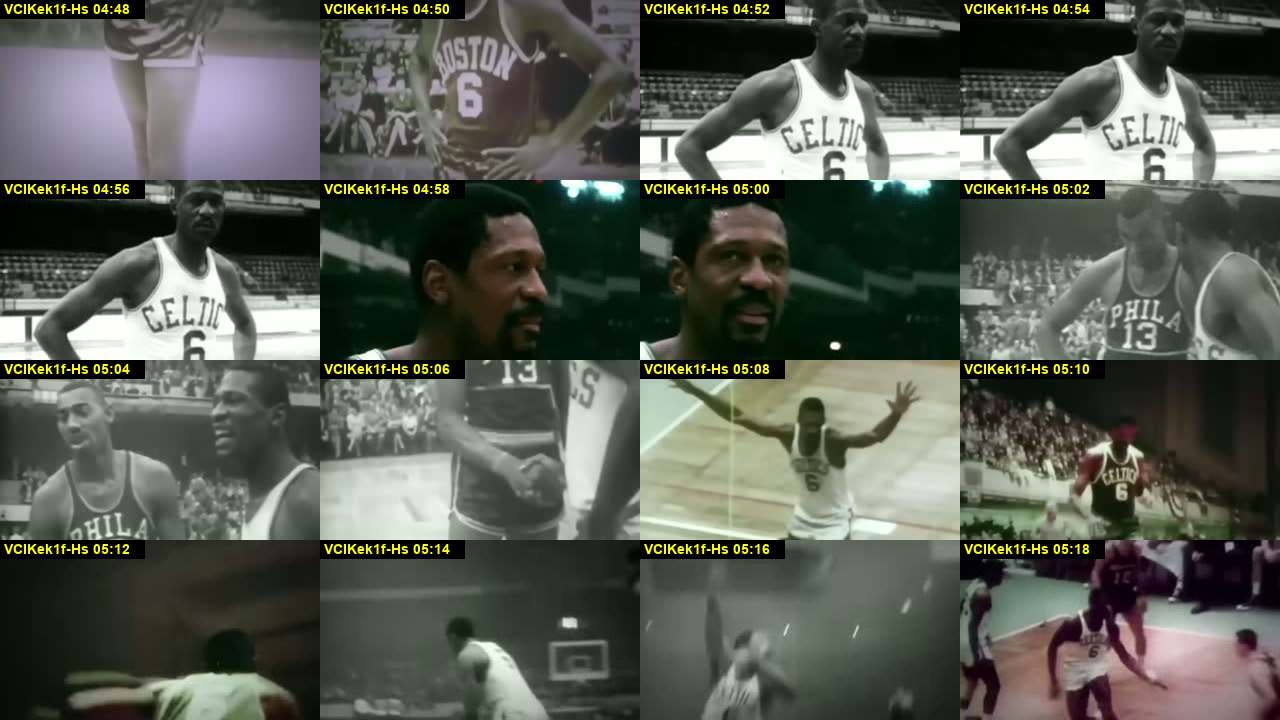 VCIKek1f-Hs 04:48
VCIKek1f-Hs 04:50
BOSTON
6
VCIKek1f-Hs 04:52
CELTIC
6
VCIKek1f-Hs 04:54
CELTIC
6
VCIKek1f-Hs 04:56
CELTIC
6
VCIKek1f-Hs 04:58
VCIKek1f-Hs 05:00
VCIKek1f-Hs 05:02
PHILA
13
VCIKek1f-Hs 05:04
PHILA
VCIKek1f-Hs 05:06
13
CS
VCIKek1f-Hs 05:08
6
VCIKek1f-Hs 05:10
CELTICS
6
VCIKek1f-Hs 05:12
VCIKek1f-Hs 05:14
VCIKek1f-Hs 05:16
VCIKek1f-Hs 05:18
6